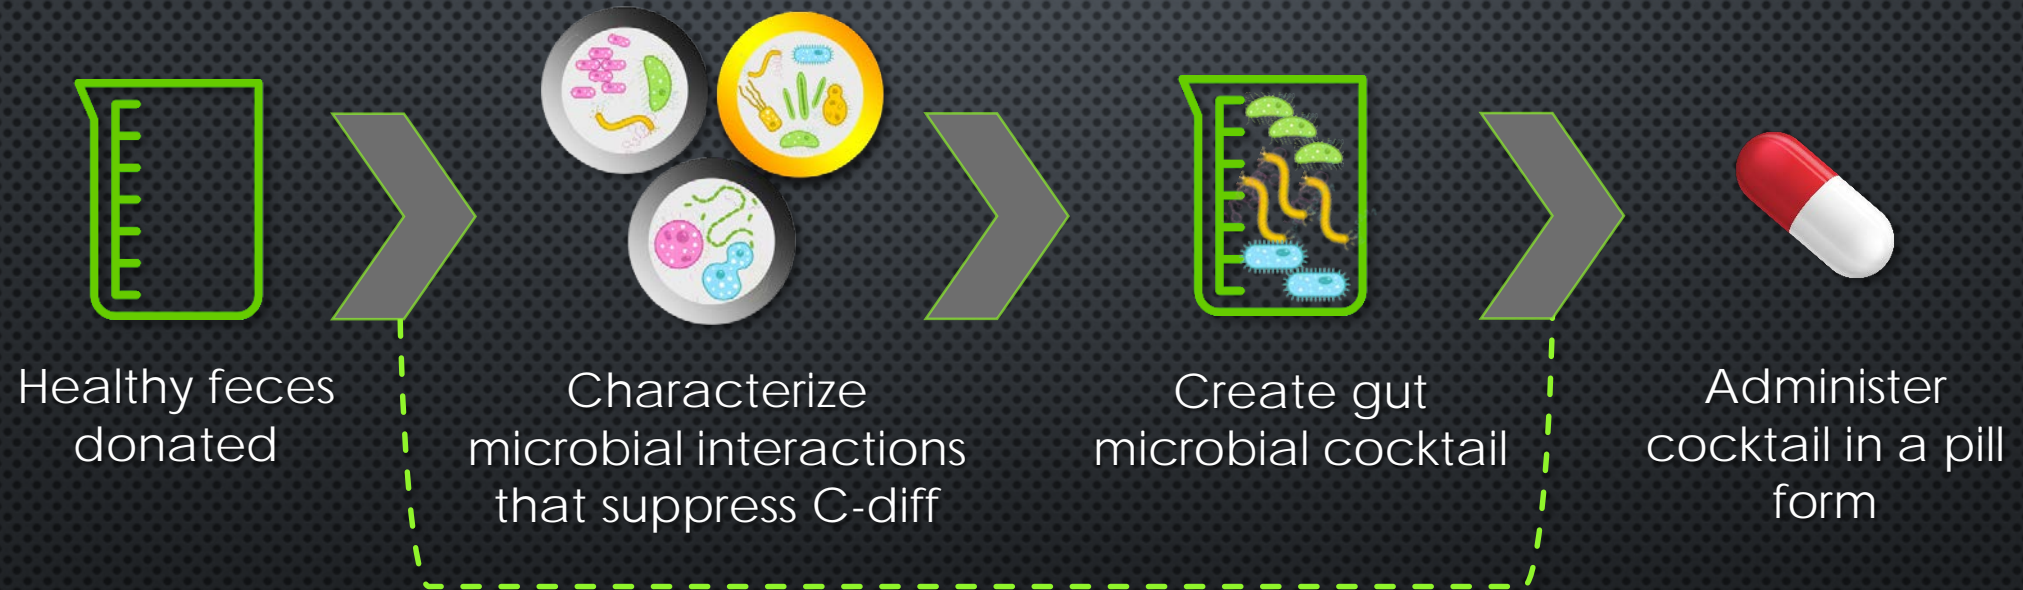 Healthy feces
donated
Characterize
microbial interactions
that suppress C-diff
Create gut
microbial cocktail
Administer
cocktail in a pill
form